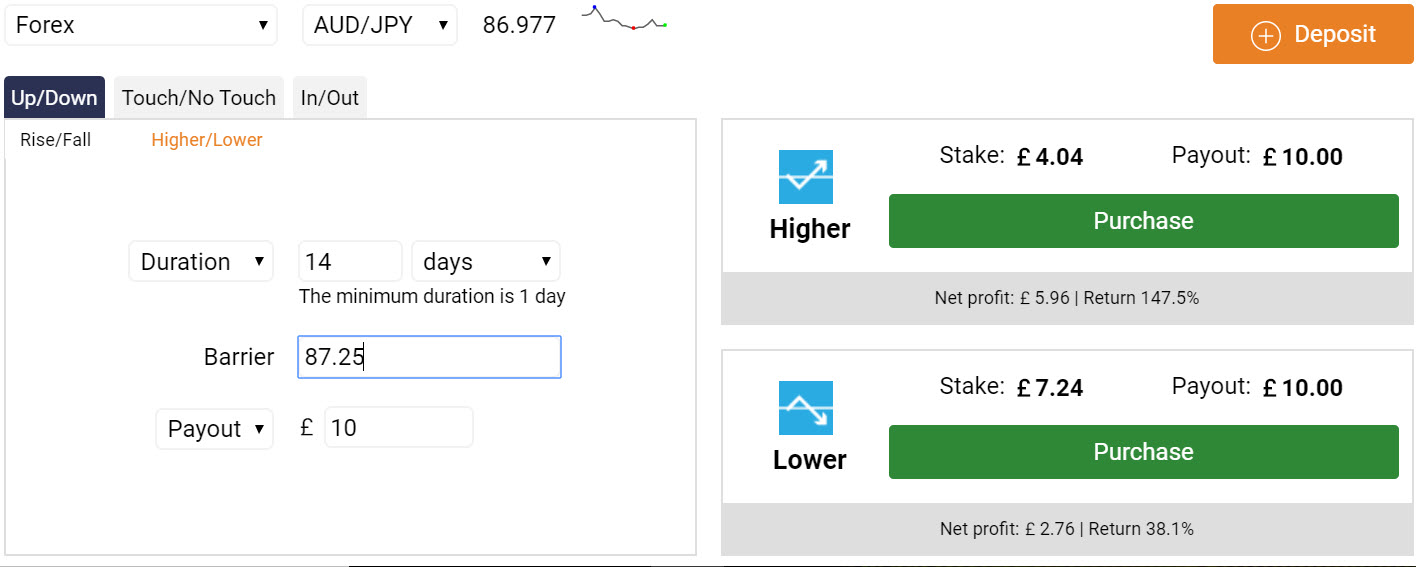 Forex AUD/JPY 86.977 Deposit
Up/Down Touch/No Touch In/Out
Rise/Fall Higher/Lower
Duration 14 days
The minimum duration is 1 day
Barrier 87.25
Payout £ 10
Stake: £ 4.04 Payout: £ 10.00
Higher Purchase
Net profit: £ 5.96 | Return 147.5%
Stake: £ 7.24 Payout: £ 10.00
Lower Purchase
Net profit: £ 2.76 | Return 38.1%